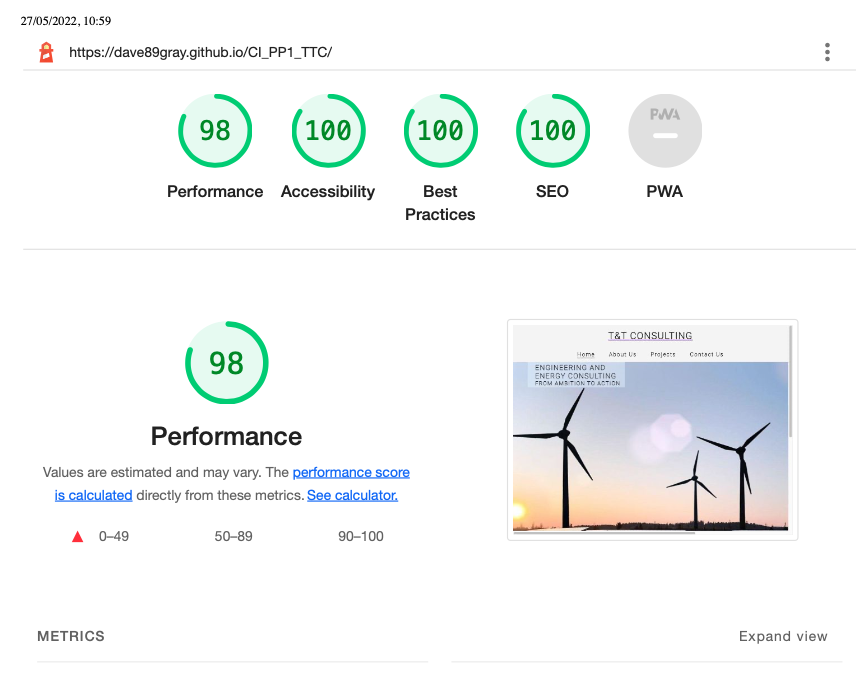 27/05/2022, 10:59
https://dave89gray.github.io/CI_PP1_TTC/
98
100
100
100
PWA
Performance
Accessibility
Best
Practices
SEO
PWA
98
Performance
Values are estimated and may vary. The performance score
is calculated directly from these metrics. See calculator.
0–49
50–89
90–100
T&T CONSULTING
Home About Us Projects Contact Us
ENGINEERING AND
ENERGY CONSULTING
FROM AMBITION TO ACTION
METRICS
Expand view